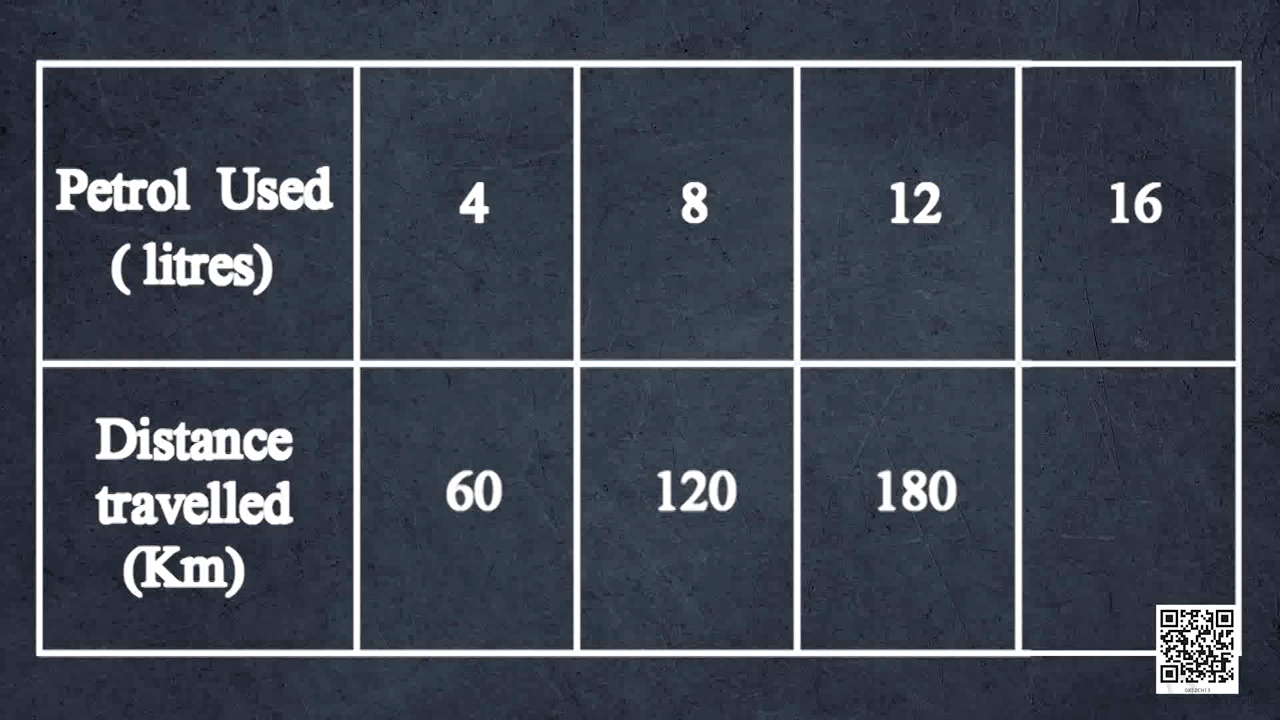 Petrol Used
( litres)
4
8
12
16
Distance
travelled
(Km)
60
120
180